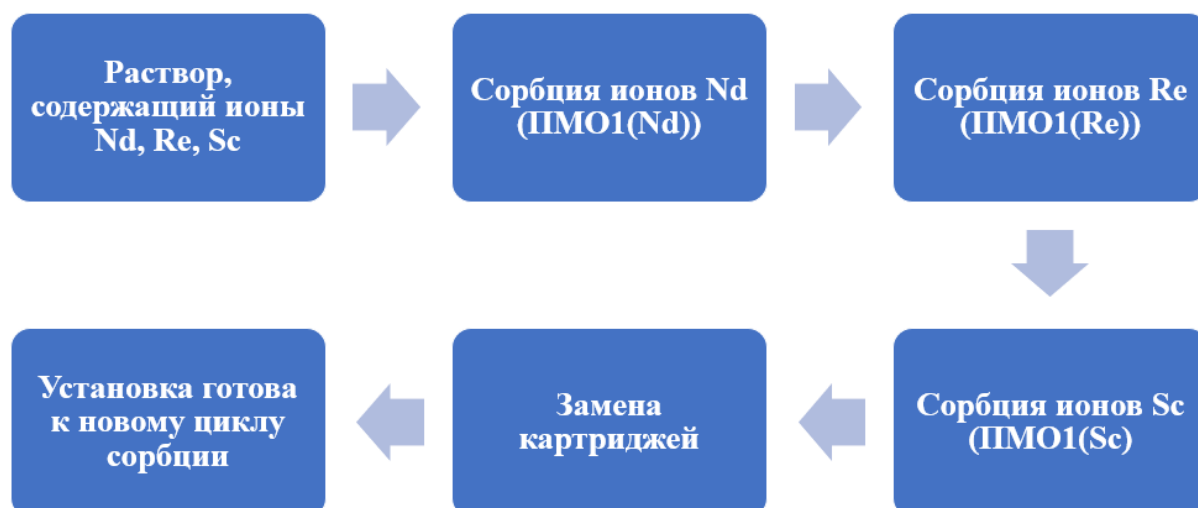 Раствор,
содержащий ионы
Nd, Re, Sc
Сорбция ионов Nd
(ПМО1(Nd))
Сорбция ионов Re
(ПМО1(Re))
Сорбция ионов Sc
(ПМО1(Sc)
Замена
картриджей
Установка готова
к новому циклу
сорбции